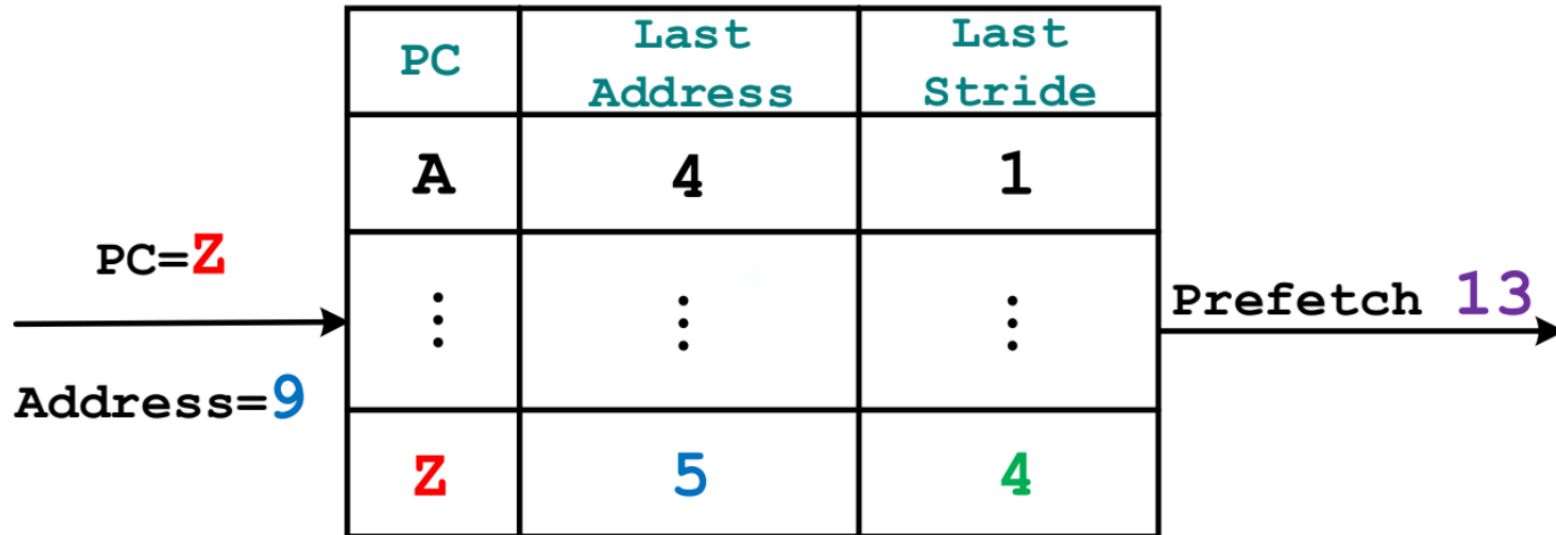 PC
Last Address
Last Stride
A
4
1
PC=Z
⋮
⋮
⋮
Prefetch 13
Address=9
Z
5
4